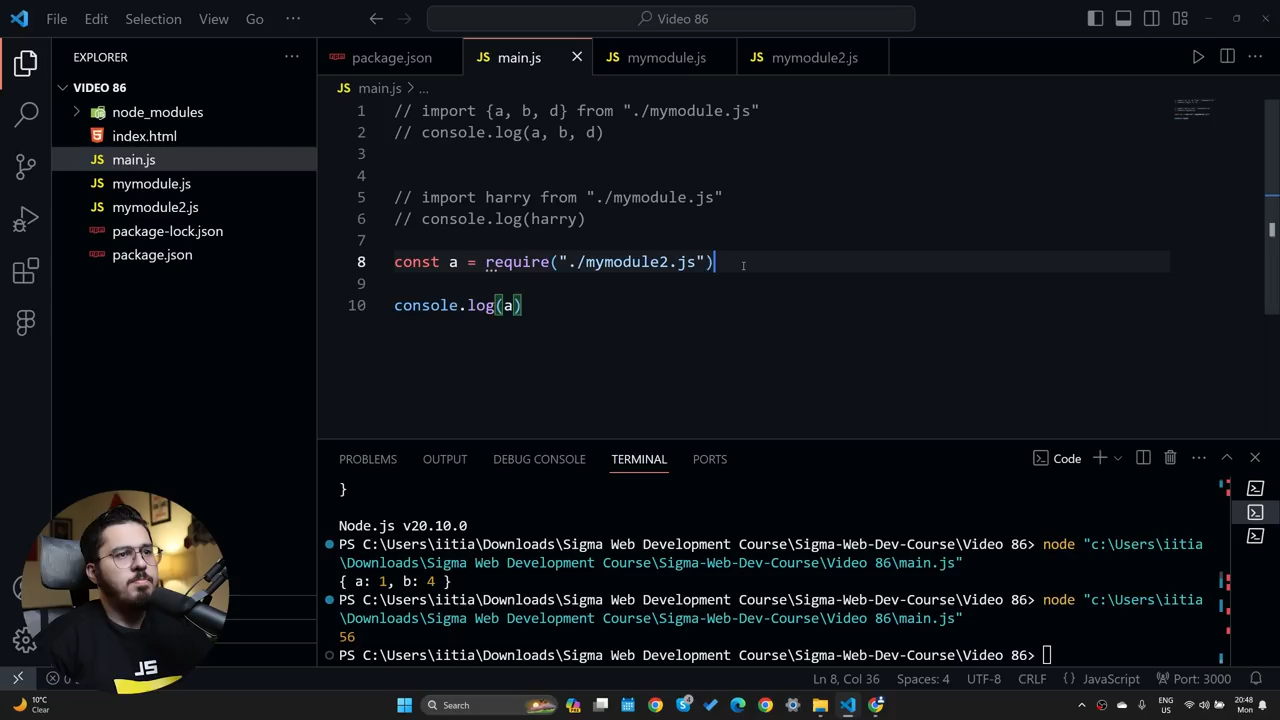 File Edit Selection View Go ··· Video 86
EXPLORER ···
package.json JS main.js JS mymodule.js JS mymodule2.js
VIDEO 86
node_modules
index.html
JS main.js
JS mymodule.js
JS mymodule2.js
package-lock.json
package.json
JS main.js > ...
1 // import {a, b, d} from "./mymodule.js"
2 // console.log(a, b, d)
3
4
5 // import harry from "./mymodule.js"
6 // console.log(harry)
7
8 const a = require("./mymodule2.js")
9
10 console.log(a)
PROBLEMS OUTPUT DEBUG CONSOLE TERMINAL PORTS Code
}
Node.js v20.10.0
PS C:\Users\iitia\Downloads\Sigma Web Development Course\Sigma-Web-Dev-Course\Video 86> node "c:\Users\iitia
\Downloads\Sigma Web Development Course\Sigma-Web-Dev-Course\Video 86\main.js"
{ a: 1, b: 4 }
PS C:\Users\iitia\Downloads\Sigma Web Development Course\Sigma-Web-Dev-Course\Video 86> node "c:\Users\iitia
\Downloads\Sigma Web Development Course\Sigma-Web-Dev-Course\Video 86\main.js"
56
PS C:\Users\iitia\Downloads\Sigma Web Development Course\Sigma-Web-Dev-Course\Video 86>
JS
0 Ln 8, Col 36 Spaces: 4 UTF-8 CRLF {} JavaScript Port: 3000
10°C
Clear
Search
ENG
US
20:48
Mon